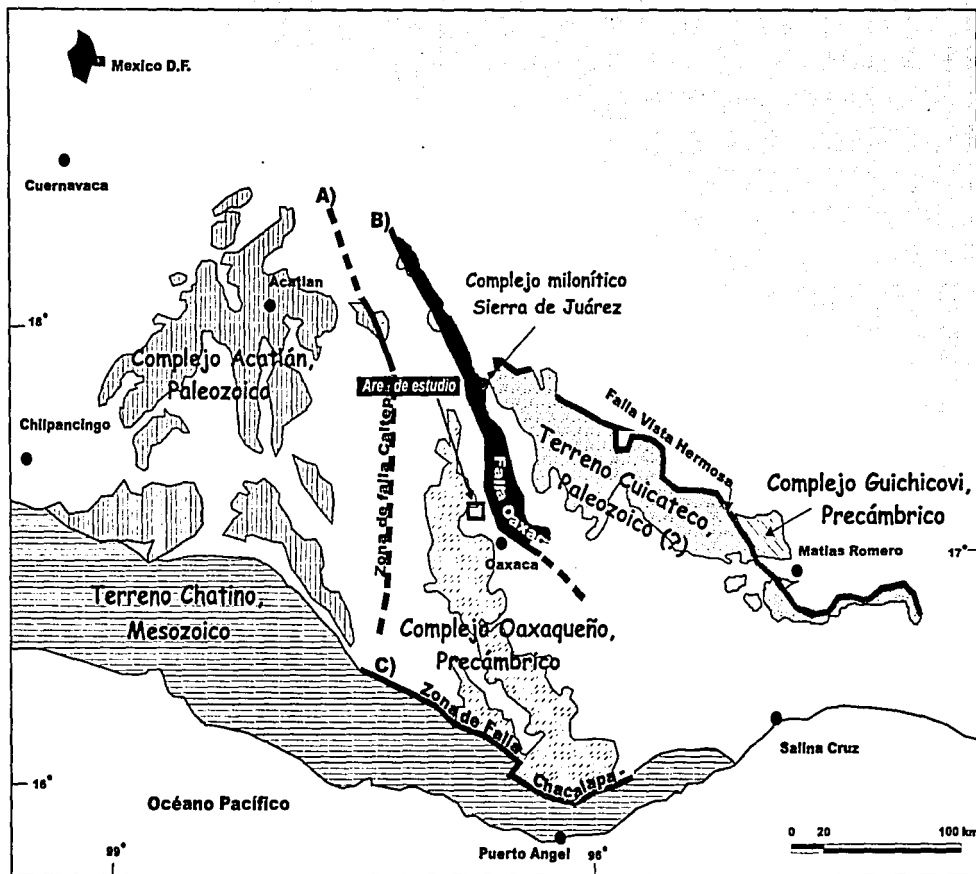 Mexico D.F.
Cuernavaca
A)
B)
Complejo milonítico
Sierra de Juárez
Acatlan
18°
Complejo Acatlán,
Paleozoico
Area de estudio
Zona de falla Caltepec
Falla Vista Hermosa
Chilpancingo
Falla
Oaxaca
Terreno Cuicateco,
Paleozoico (?)
Complejo Guichicovi,
Precámbrico
Oaxaca
Matias Romero
17°
Terreno Chatino,
Mesozoico
Complejo Oaxaqueño,
Precámbrico
C)
Zona de Falla
Chacalapa
Salina Cruz
16°
Océano Pacífico
Puerto Angel
99°
96°
0 20 100 km